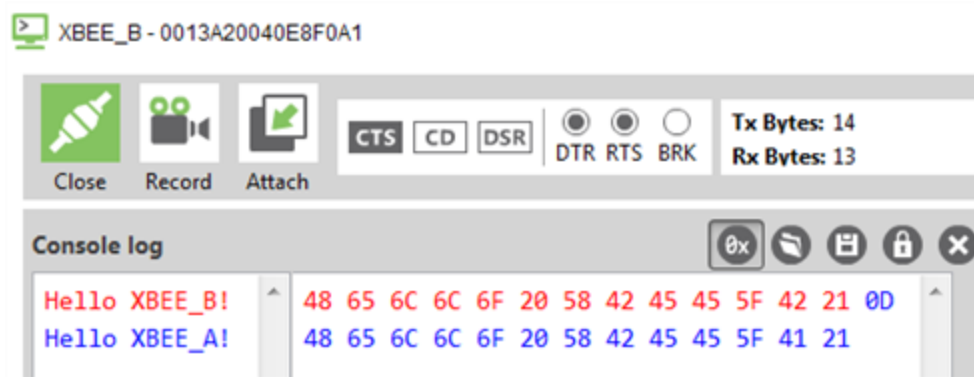 XBEE_B - 0013A20040E8F0A1
CTS CD DSR
DTR RTS BRK
Tx Bytes: 14
Rx Bytes: 13
Close Record Attach
Console log
0x
Hello XBEE_B! 48 65 6C 6C 6F 20 58 42 45 45 5F 42 21 0D
Hello XBEE_A! 48 65 6C 6C 6F 20 58 42 45 45 5F 41 21